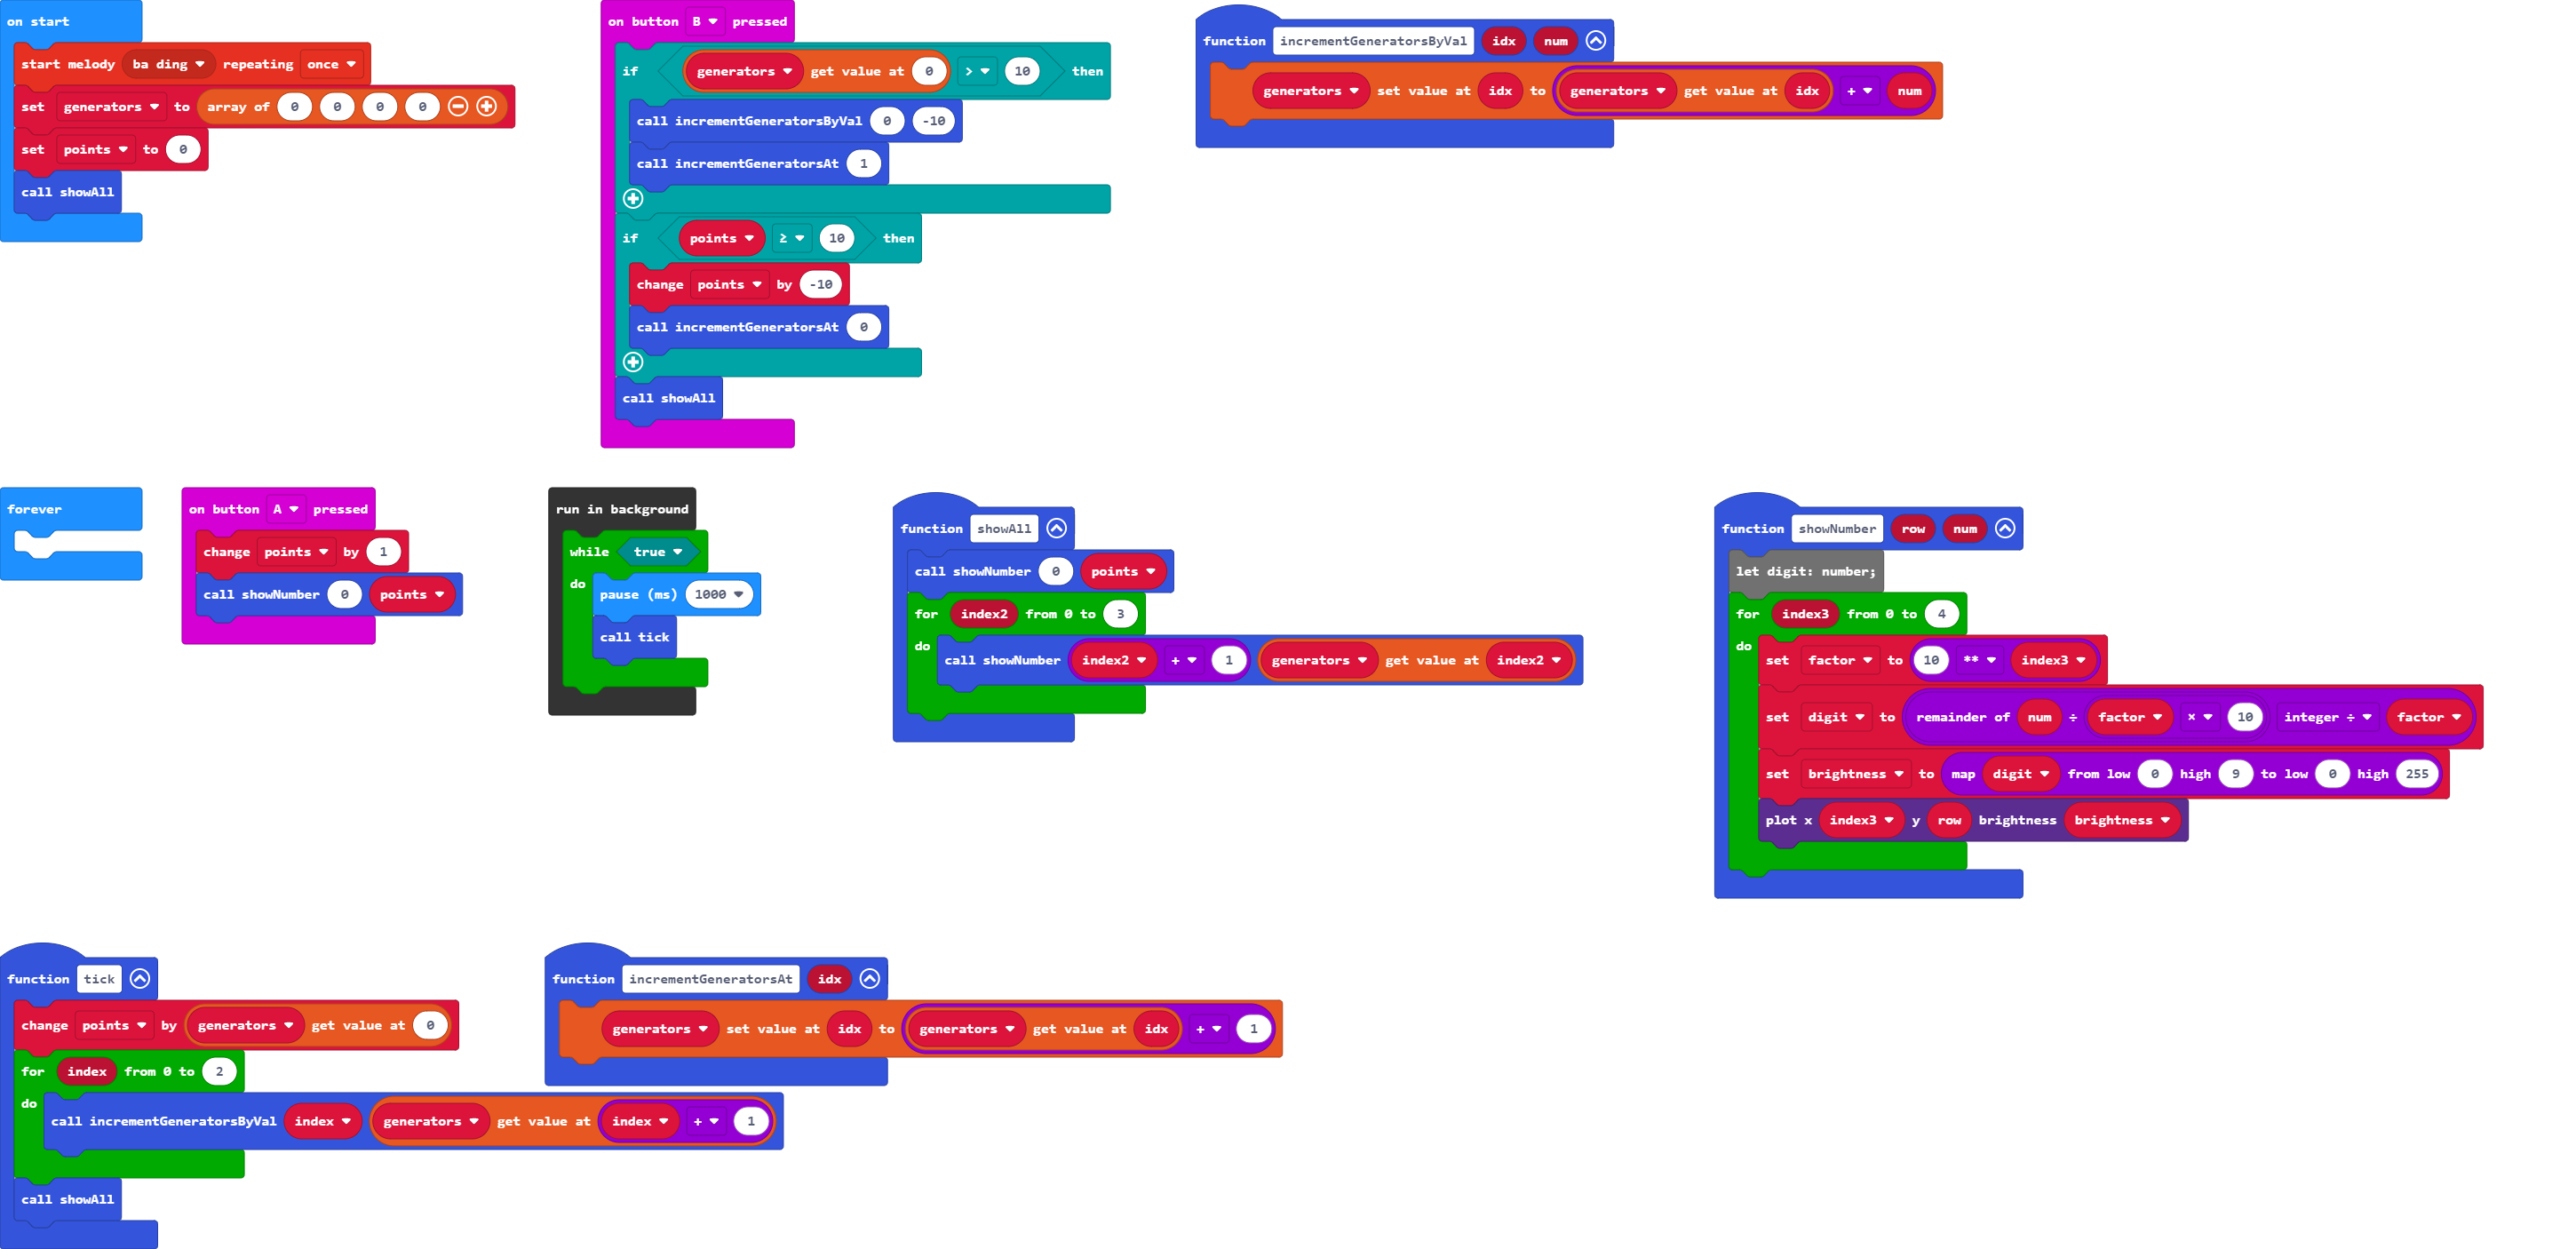 on start
start melody ba ding repeating once
set generators to array of 0 0 0 0
set points to 0
call showAll
on button B pressed
if generators get value at 0 > 10 then
call incrementGeneratorsByVal 0 -10
call incrementGeneratorsAt 1
if points ≥ 10 then
change points by -10
call incrementGeneratorsAt 0
call showAll
function incrementGeneratorsByVal idx num
generators set value at idx to generators get value at idx + num
forever
on button A pressed
change points by 1
call showNumber 0 points
run in background
while true
do
pause (ms) 1000
call tick
function showAll
call showNumber 0 points
for index2 from 0 to 3
do
call showNumber index2 + 1 generators get value at index2
function showNumber row num
let digit: number;
for index3 from 0 to 4
do
set factor to 10 ** index3
set digit to remainder of num ÷ factor × 10 integer ÷ factor
set brightness to map digit from low 0 high 9 to low 0 high 255
plot x index3 y row brightness brightness
function tick
change points by generators get value at 0
for index from 0 to 2
do
call incrementGeneratorsByVal index generators get value at index + 1
call showAll
function incrementGeneratorsAt idx
generators set value at idx to generators get value at idx + 1